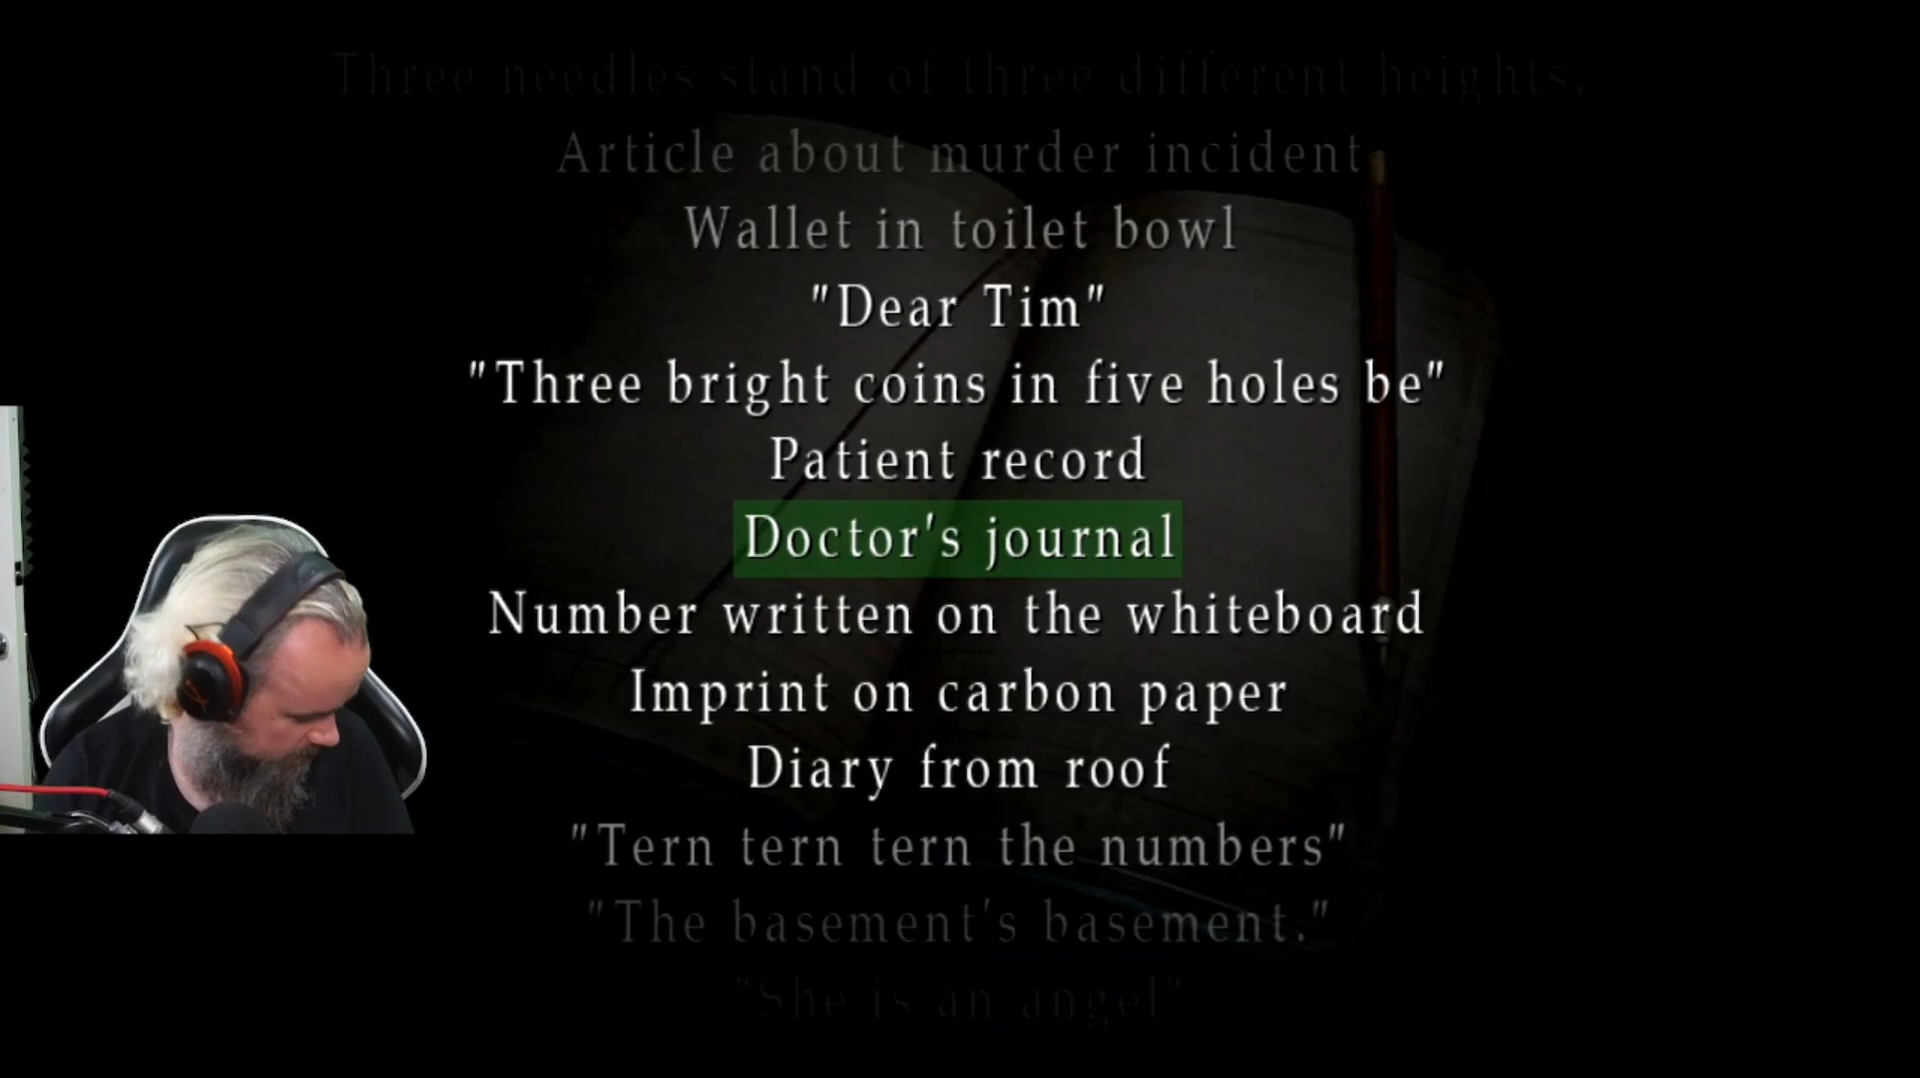 Three needles stand of three different heights.
Article about murder incident
Wallet in toilet bowl
"Dear Tim"
"Three bright coins in five holes be"
Patient record
Doctor's journal
Number written on the whiteboard
Imprint on carbon paper
Diary from roof
"Tern tern tern the numbers"
"The basement's basement."
"She is an angel"